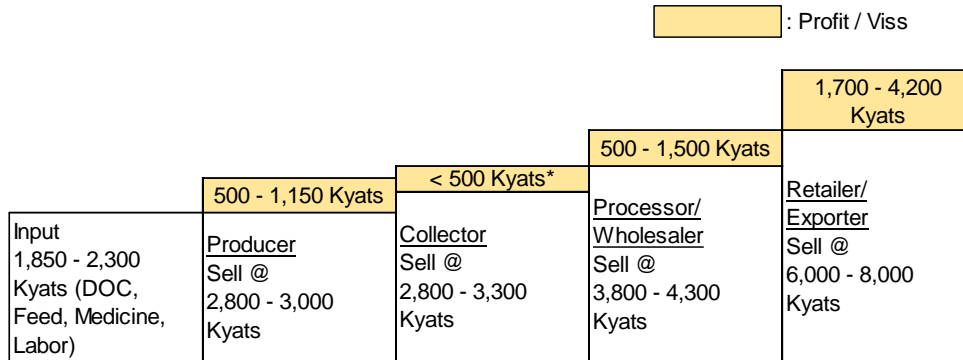 : Profit / Viss
1,700 - 4,200
Kyats
500 - 1,500 Kyats
< 500 Kyats*
500 - 1,150 Kyats
Input
1,850 - 2,300
Kyats (DOC,
Feed, Medicine,
Labor)
Producer
Sell @
2,800 - 3,000
Kyats
Collector
Sell @
2,800 - 3,300
Kyats
Processor/
Wholesaler
Sell @
3,800 - 4,300
Kyats
Retailer/
Exporter
Sell @
6,000 - 8,000
Kyats